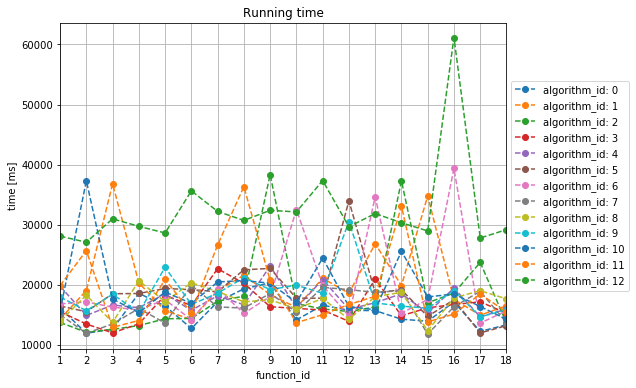 Running time
time [ms]
60000
50000
40000
30000
20000
10000
1 2 3 4 5 6 7 8 9 10 11 12 13 14 15 16 17 18
function_id
algorithm_id: 0
algorithm_id: 1
algorithm_id: 2
algorithm_id: 3
algorithm_id: 4
algorithm_id: 5
algorithm_id: 6
algorithm_id: 7
algorithm_id: 8
algorithm_id: 9
algorithm_id: 10
algorithm_id: 11
algorithm_id: 12